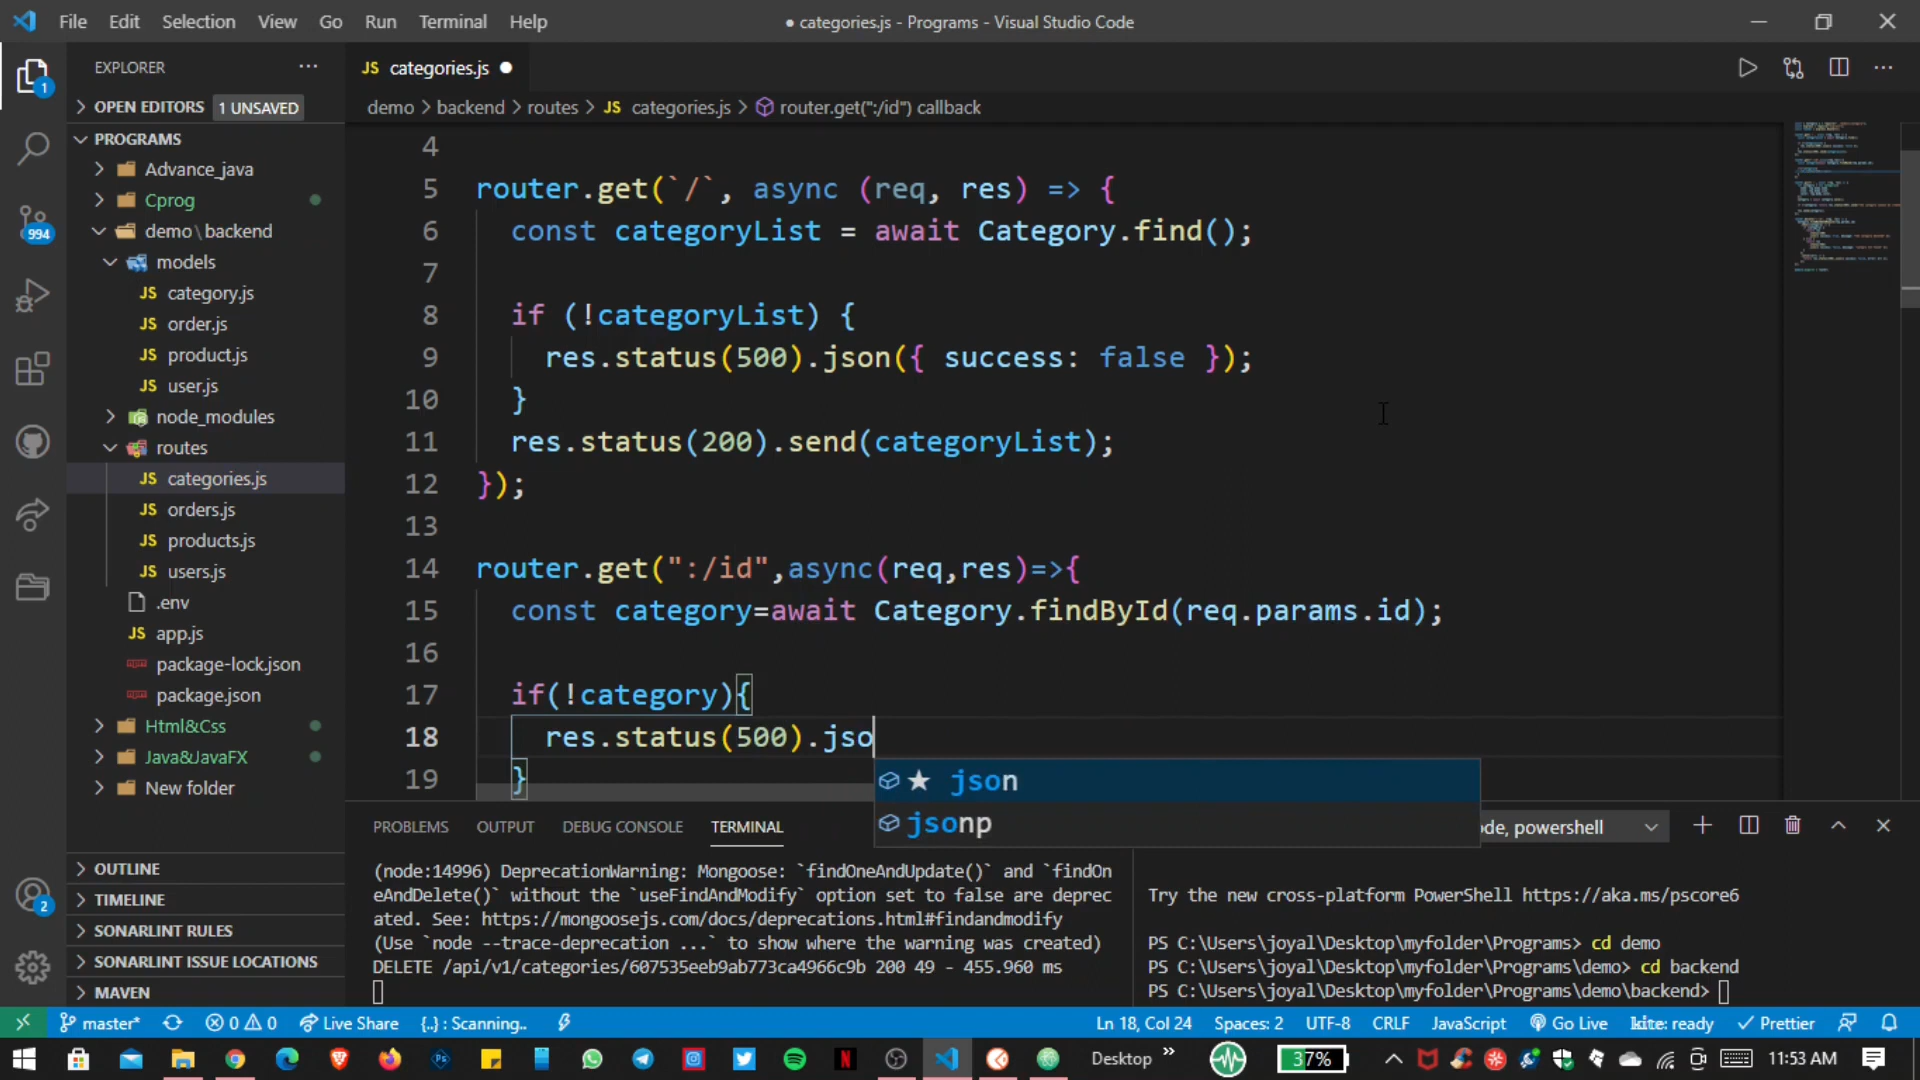 File Edit Selection View Go Run Terminal Help
● categories.js - Programs - Visual Studio Code
EXPLORER ...
OPEN EDITORS 1 UNSAVED
PROGRAMS
Advance_java
Cprog
demo\backend
models
JS category.js
JS order.js
JS product.js
JS user.js
node_modules
routes
JS categories.js
JS orders.js
JS products.js
JS users.js
.env
JS app.js
package-lock.json
package.json
Html&Css
Java&JavaFX
New folder
OUTLINE
TIMELINE
SONARLINT RULES
SONARLINT ISSUE LOCATIONS
MAVEN
1
994
2
JS categories.js ●
demo > backend > routes > JS categories.js > router.get(":/id") callback
4
5 router.get(`/`, async (req, res) => {
6 const categoryList = await Category.find();
7
8 if (!categoryList) {
9 res.status(500).json({ success: false });
10 }
11 res.status(200).send(categoryList);
12 });
13
14 router.get(":/id",async(req,res)=>{
15 const category=await Category.findById(req.params.id);
16
17 if(!category){
18 res.status(500).jso
19 }
★ json
jsonp
PROBLEMS OUTPUT DEBUG CONSOLE TERMINAL
ode, powershell
(node:14996) DeprecationWarning: Mongoose: `findOneAndUpdate()` and `findOn
eAndDelete()` without the `useFindAndModify` option set to false are deprec
ated. See: https://mongoosejs.com/docs/deprecations.html#findandmodify
(Use `node --trace-deprecation ...` to show where the warning was created)
DELETE /api/v1/categories/607535eeb9ab773ca4966c9b 200 49 - 455.960 ms
Try the new cross-platform PowerShell https://aka.ms/pscore6
PS C:\Users\joyal\Desktop\myfolder\Programs> cd demo
PS C:\Users\joyal\Desktop\myfolder\Programs\demo> cd backend
PS C:\Users\joyal\Desktop\myfolder\Programs\demo\backend>
master* 0 0 Live Share {..} : Scanning.. Ln 18, Col 24 Spaces: 2 UTF-8 CRLF JavaScript Go Live kite: ready Prettier
Desktop » 37% 11:53 AM